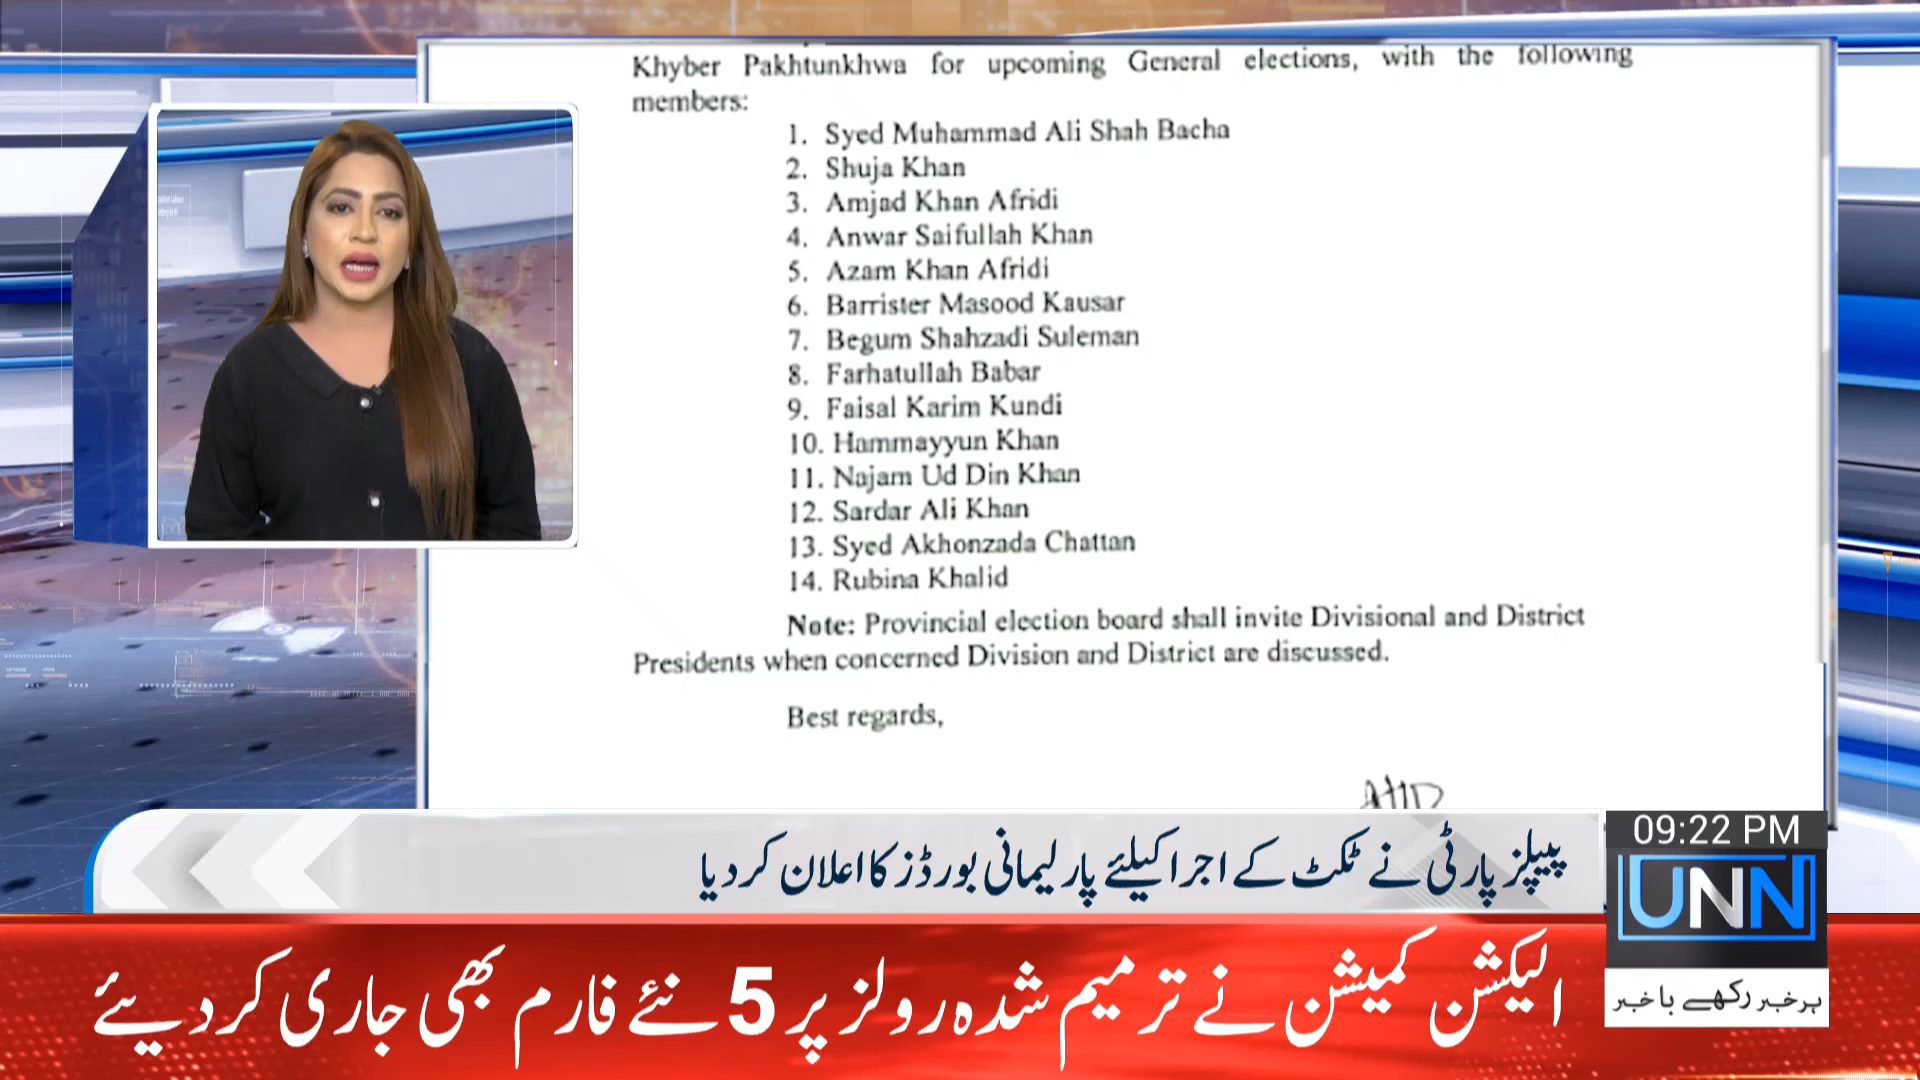 Khyber Pakhtunkhwa for upcoming General elections, with the following
members:
1. Syed Muhammad Ali Shah Bacha
2. Shuja Khan
3. Amjad Khan Afridi
4. Anwar Saifullah Khan
5. Azam Khan Afridi
6. Barrister Masood Kausar
7. Begum Shahzadi Suleman
8. Farhatullah Babar
9. Faisal Karim Kundi
10. Hammayyun Khan
11. Najam Ud Din Khan
12. Sardar Ali Khan
13. Syed Akhonzada Chattan
14. Rubina Khalid
Note: Provincial election board shall invite Divisional and District
Presidents when concerned Division and District are discussed.
Best regards,
پیپلز پارٹی نے ٹکٹ کے اجرا کیلئے پارلیمانی بورڈز کا اعلان کر دیا
09:22 PM
UNN
ہر خبر رکھے با خبر
الیکشن کمیشن نے ترمیم شدہ رولز پر 5 نئے فارم بھی جاری کر دیئے